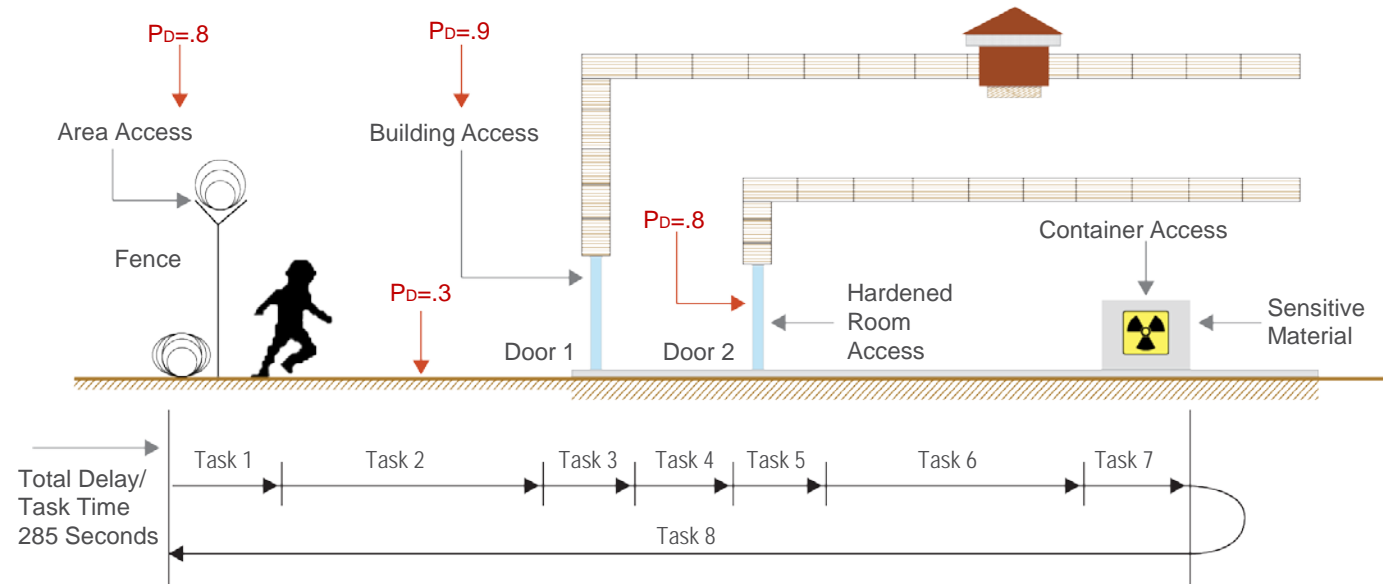 PD=.8
PD=.9
Area Access
Building Access
Fence
PD=.8
PD=.3
Container Access
Hardened
Room
Access
Sensitive
Material
Door 1
Door 2
Total Delay/
Task Time
285 Seconds
Task 1
Task 2
Task 3
Task 4
Task 5
Task 6
Task 7
Task 8